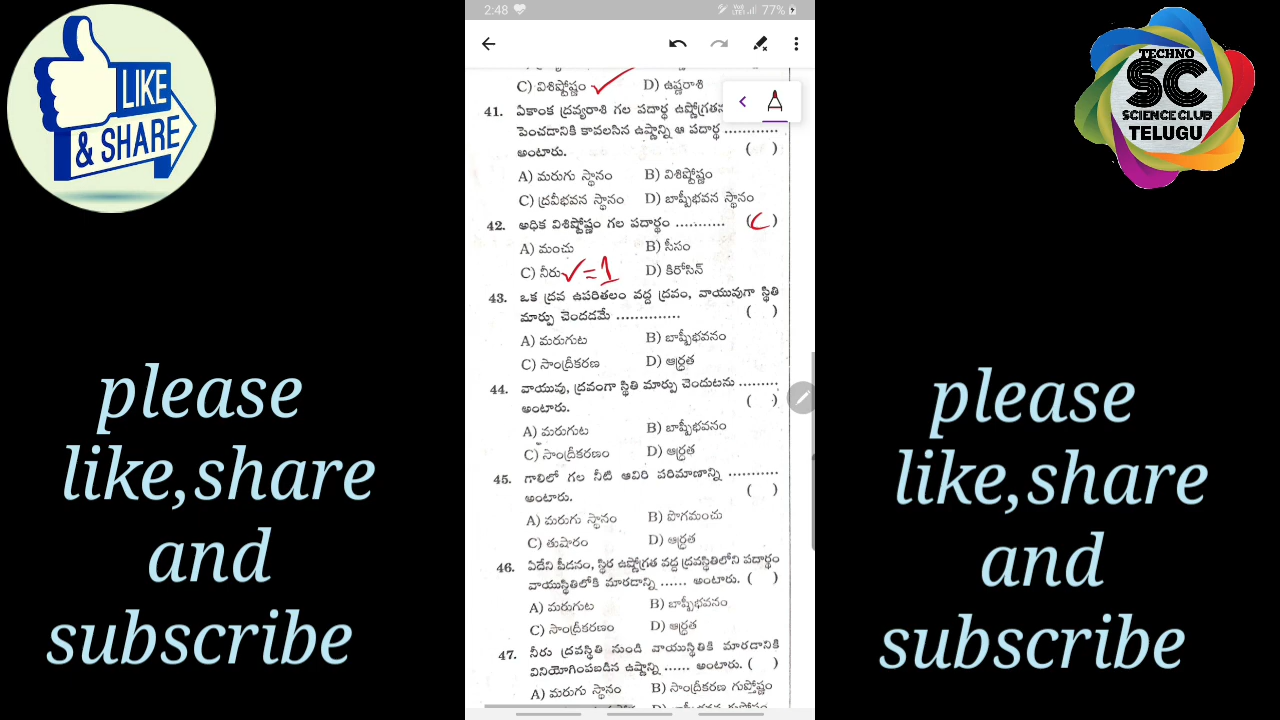 LIKE
& SHARE
please
like,share
and
subscribe
2:48
77%
C) విశిష్టోష్ణం D) ఉష్ణరాశి
41. ఏకాంక ద్రవ్యరాశి గల పదార్థ
పెంచడానికి కావలసిన ఉష్ణాన్ని ఆ పదార్థ ............
అంటారు. ( )
A) మరుగు స్థానం B) విశిష్టోష్ణం
C) ద్రవీభవన స్థానం D) బాష్పీభవన స్థానం
42. అధిక విశిష్టోష్ణం గల పదార్థం ........... (C)
A) మంచు B) సీసం
C) నీరు ✓ = 1 D) కిరోసిన్
43. ఒక ద్రవ ఉపరితలం వద్ద ద్రవం, వాయువుగా స్థితి
మార్పు చెందడమే .............. ( )
A) మరుగుట B) బాష్పీభవనం
C) సాంద్రీకరణ D) ఆర్ద్రత
44. వాయువు, ద్రవంగా స్థితి మార్పు చెందుటను .........
అంటారు. ( )
A) మరుగుట B) బాష్పీభవనం
C) సాంద్రీకరణం D) ఆర్ద్రత
45. గాలిలో గల నీటి ఆవిరి పరిమాణాన్ని ...........
అంటారు. ( )
A) మరుగు స్థానం B) పొగమంచు
C) తుషారం D) ఆర్ద్రత
46. ఏదేని పీడనం, స్థిర ఉష్ణోగ్రత వద్ద ద్రవస్థితిలోని పదార్థం
వాయుస్థితిలోకి మారడాన్ని ...... అంటారు. ( )
A) మరుగుట B) బాష్పీభవనం
C) సాంద్రీకరణం D) ఆర్ద్రత
47. నీరు ద్రవస్థితి నుండి వాయుస్థితికి మారడానికి
వినియోగింపబడిన ఉష్ణాన్ని ...... అంటారు. ( )
A) మరుగు స్థానం B) సాంద్రీకరణ గుప్తోష్ణం
TECHNO
SC
SCIENCE CLUB
TELUGU
please
like,share
and
subscribe